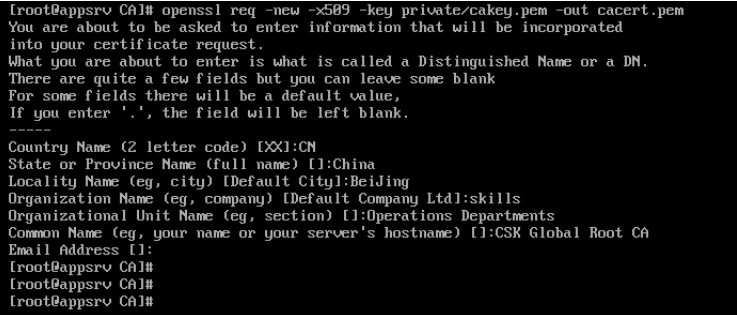 [root@appsrv CA]# openssl req -new -x509 -key private/cakey.pem -out cacert.pem
You are about to be asked to enter information that will be incorporated
into your certificate request.
What you are about to enter is what is called a Distinguished Name or a DN.
There are quite a few fields but you can leave some blank
For some fields there will be a default value,
If you enter '.', the field will be left blank.
-----
Country Name (2 letter code) [XX]:CN
State or Province Name (full name) []:China
Locality Name (eg, city) [Default City]:BeiJing
Organization Name (eg, company) [Default Company Ltd]:skills
Organizational Unit Name (eg, section) []:Operations Departments
Common Name (eg, your name or your server's hostname) []:CSK Global Root CA
Email Address []:
[root@appsrv CA]#
[root@appsrv CA]#
[root@appsrv CA]#